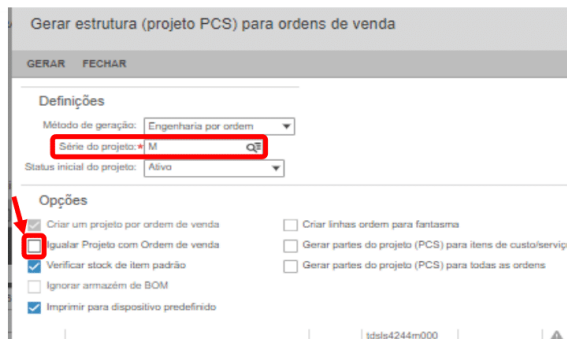 Gerar estrutura (projeto PCS) para ordens de venda
GERAR FECHAR
Definições
Método de geração: Engenharia por ordem
Série do projeto:* M
Status inicial do projeto: Ativo
Opções
Criar um projeto por ordem de venda Criar linhas ordem para fantasma
Igualar Projeto com Ordem de venda Gerar partes do projeto (PCS) para itens de custo/serviç
Verificar stock de item padrão Gerar partes do projeto (PCS) para todas as ordens
Ignorar armazém de BOM
Imprimir para dispositivo predefinido
tdsls4244m000